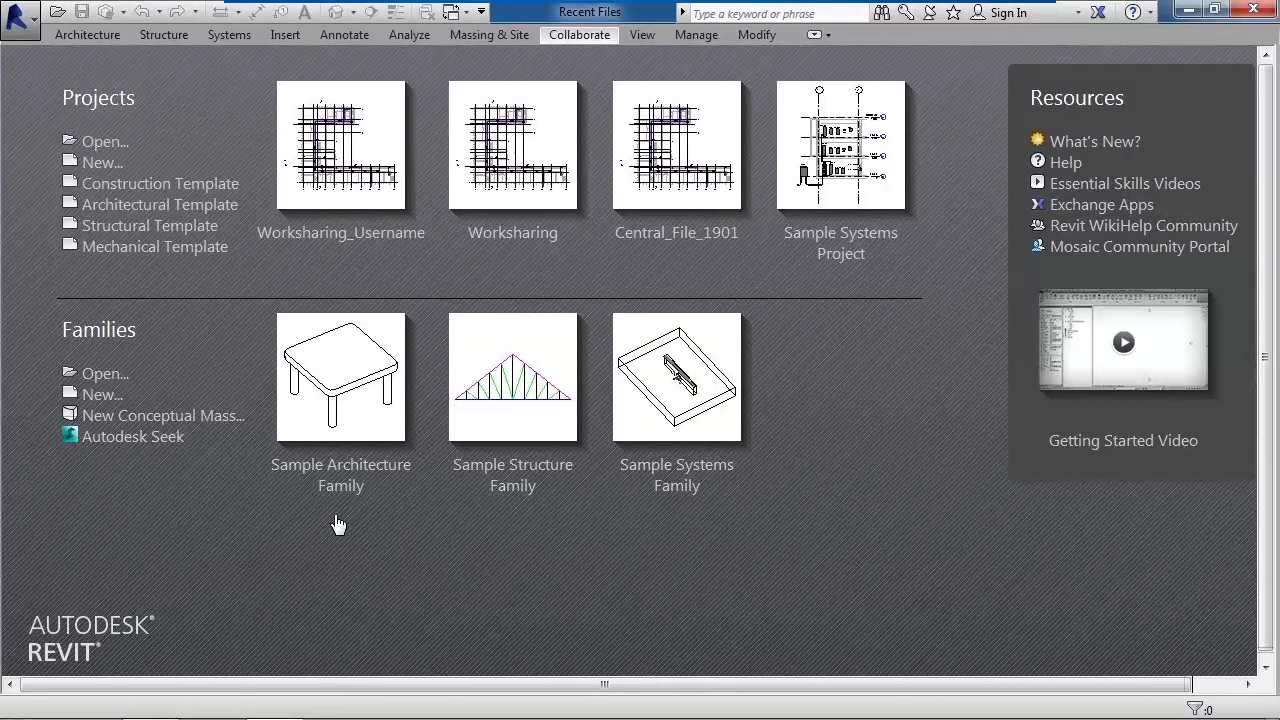 Recent Files
Type a keyword or phrase
Sign In
Architecture
Structure
Systems
Insert
Annotate
Analyze
Massing & Site
Collaborate
View
Manage
Modify
Projects
Open...
New...
Construction Template
Architectural Template
Structural Template
Mechanical Template
Worksharing_Username
Worksharing
Central_File_1901
Sample Systems
Project
Families
Open...
New...
New Conceptual Mass...
Autodesk Seek
Sample Architecture
Family
Sample Structure
Family
Sample Systems
Family
Resources
What's New?
Help
Essential Skills Videos
Exchange Apps
Revit WikiHelp Community
Mosaic Community Portal
Getting Started Video
AUTODESK®
REVIT®
:0